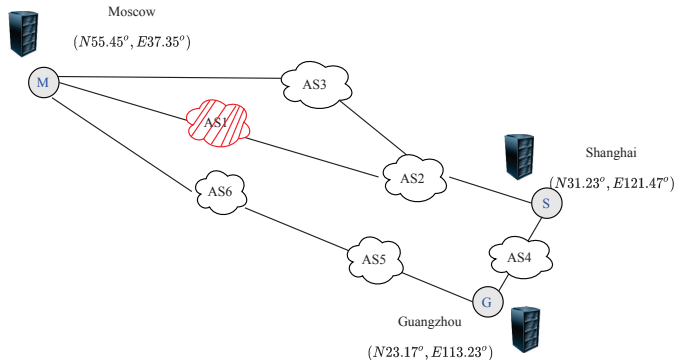 Moscow
(N55.45°, E37.35°)
M
AS3
AS1
AS2
Shanghai
(N31.23°, E121.47°)
AS6
S
AS4
AS5
G
Guangzhou
(N23.17°, E113.23°)